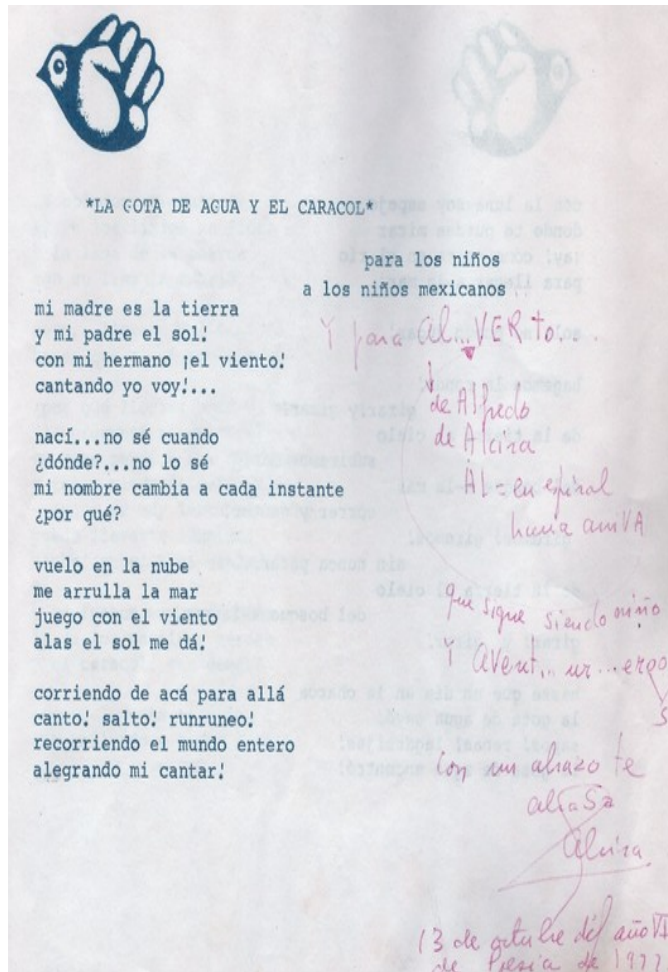 *LA GOTA DE AGUA Y EL CARACOL*
para los niños
a los niños mexicanos
mi madre es la tierra
y mi padre el sol!
con mi hermano ¡el viento!
cantando yo voy!...
nací...no sé cuando
¿dónde?...no lo sé
mi nombre cambia a cada instante
¿por qué?
vuelo en la nube
me arrulla la mar
juego con el viento
alas el sol me dá!
corriendo de acá para allá
canto! salto! runruneo!
recorriendo el mundo entero
alegrando mi cantar!
Y para al...VERto...
de Alfredo
de Alcira
A z en espiral
hacia arriVA
que sigue siendo niño
Y avent...ur...ero
s
con un abrazo te
Alcira
13 de octubre del año VI
de Poesía de 1977